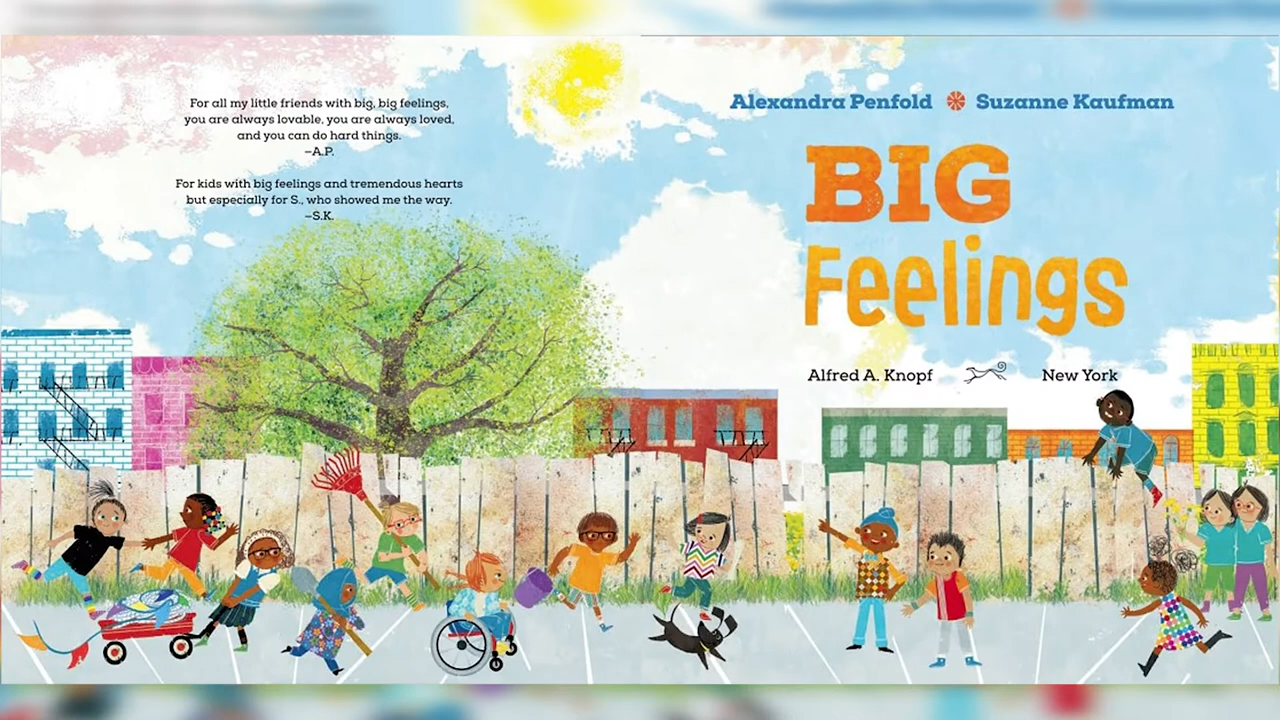 For all my little friends with big, big feelings,
you are always lovable, you are always loved,
and you can do hard things.
—A.P.
For kids with big feelings and tremendous hearts
but especially for S., who showed me the way.
—S.K.
Alexandra Penfold Suzanne Kaufman
BIG
Feelings
Alfred A. Knopf New York